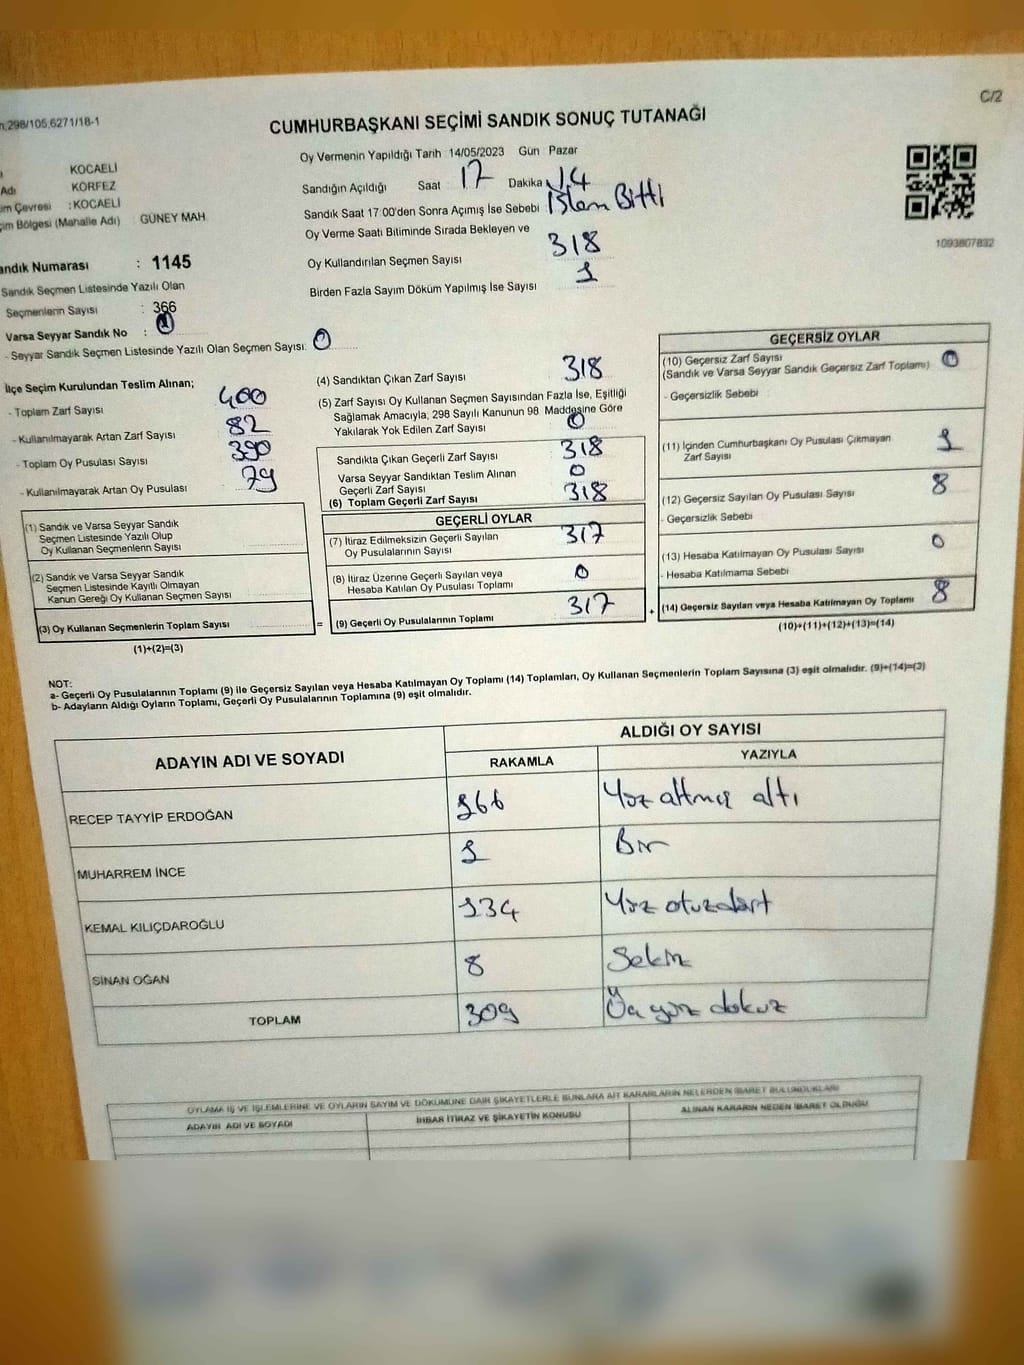 298/105,6271/18-1
C/2
CUMHURBAŞKANI SEÇİMİ SANDIK SONUÇ TUTANAĞI
KOCAELİ
Adı KÖRFEZ
Çevresi : KOCAELİ
Bölgesi (Mahalle Adı) GÜNEY MAH.
Numarası : 1145
Sandık Seçmen Listesinde Yazılı Olan
Seçmenlerin Sayısı : 366
Varsa Seyyar Sandık No :
- Seyyar Sandık Seçmen Listesinde Yazılı Olan Seçmen Sayısı: 0
Oy Vermenin Yapıldığı Tarih 14/05/2023 Gün Pazar
Sandığın Açıldığı Saat 17 Dakika 14
Sandık Saat 17:00'den Sonra Açımış İse Sebebi İşlem Bitti
Oy Verme Saati Bitiminde Sırada Bekleyen ve
Oy Kullandırılan Seçmen Sayısı 318
Birden Fazla Sayım Döküm Yapılmış İse Sayısı 1
1093807832
İlçe Seçim Kurulundan Teslim Alınan;
- Toplam Zarf Sayısı 400
- Kullanılmayarak Artan Zarf Sayısı 82
- Toplam Oy Pusulası Sayısı 390
- Kullanılmayarak Artan Oy Pusulası 79
(1) Sandık ve Varsa Seyyar Sandık
Seçmen Listesinde Yazılı Olup
Oy Kullanan Seçmenlerin Sayısı
(2) Sandık ve Varsa Seyyar Sandık
Seçmen Listesinde Kayıtlı Olmayan
Kanun Gereği Oy Kullanan Seçmen Sayısı
(3) Oy Kullanan Seçmenlerin Toplam Sayısı
(1)+(2)=(3)
=
(4) Sandıktan Çıkan Zarf Sayısı 318
(5) Zarf Sayısı Oy Kullanan Seçmen Sayısından Fazla İse, Eşitliği
Sağlamak Amacıyla; 298 Sayılı Kanunun 98. Maddesine Göre
Yakılarak Yok Edilen Zarf Sayısı 0
Sandıkta Çıkan Geçerli Zarf Sayısı 318
Varsa Seyyar Sandıktan Teslim Alınan
Geçerli Zarf Sayısı 0
(6) Toplam Geçerli Zarf Sayısı 318
GEÇERLİ OYLAR
(7) İtiraz Edilmeksizin Geçerli Sayılan
Oy Pusulalarının Sayısı 317
(8) İtiraz Üzerine Geçerli Sayılan veya
Hesaba Katılan Oy Pusulası Toplamı 0
(9) Geçerli Oy Pusulalarının Toplamı 317
+
GEÇERSİZ OYLAR
(10) Geçersiz Zarf Sayısı
(Sandık ve Varsa Seyyar Sandık Geçersiz Zarf Toplamı) 0
- Geçersizlik Sebebi
(11) İçinden Cumhurbaşkanı Oy Pusulası Çıkmayan
Zarf Sayısı 1
(12) Geçersiz Sayılan Oy Pusulası Sayısı 8
- Geçersizlik Sebebi
(13) Hesaba Katılmayan Oy Pusulası Sayısı 0
- Hesaba Katılmama Sebebi
(14) Geçersiz Sayılan veya Hesaba Katılmayan Oy Toplamı 8
(10)+(11)+(12)+(13)=(14)
NOT:
a- Geçerli Oy Pusulalarının Toplamı (9) ile Geçersiz Sayılan veya Hesaba Katılmayan Oy Toplamı (14) Toplamları, Oy Kullanan Seçmenlerin Toplam Sayısına (3) eşit olmalıdır. (9)+(14)=(3)
b- Adayların Aldığı Oyların Toplamı, Geçerli Oy Pusulalarının Toplamına (9) eşit olmalıdır.
ADAYIN ADI VE SOYADI
ALDIĞI OY SAYISI
RAKAMLA YAZIYLA
RECEP TAYYİP ERDOĞAN 166 Yüz altmış altı
MUHARREM İNCE 1 Bir
KEMAL KILIÇDAROĞLU 134 Yüz otuzdört
SİNAN OĞAN 8 Sekiz
TOPLAM 309 Üç yüz dokuz
OYLAMA İŞ VE İŞLEMLERİNE VE OYLARIN SAYIM VE DÖKÜMÜNE DAİR ŞİKAYETLERLE BUNLARA AİT KARARLARIN NELERDEN İBARET BULUNDUKLARI
ADAYIN ADI VE SOYADI İHBAR İTİRAZ VE ŞİKAYETİN KONUSU ALINAN KARARIN NEDEN İBARET OLDUĞU